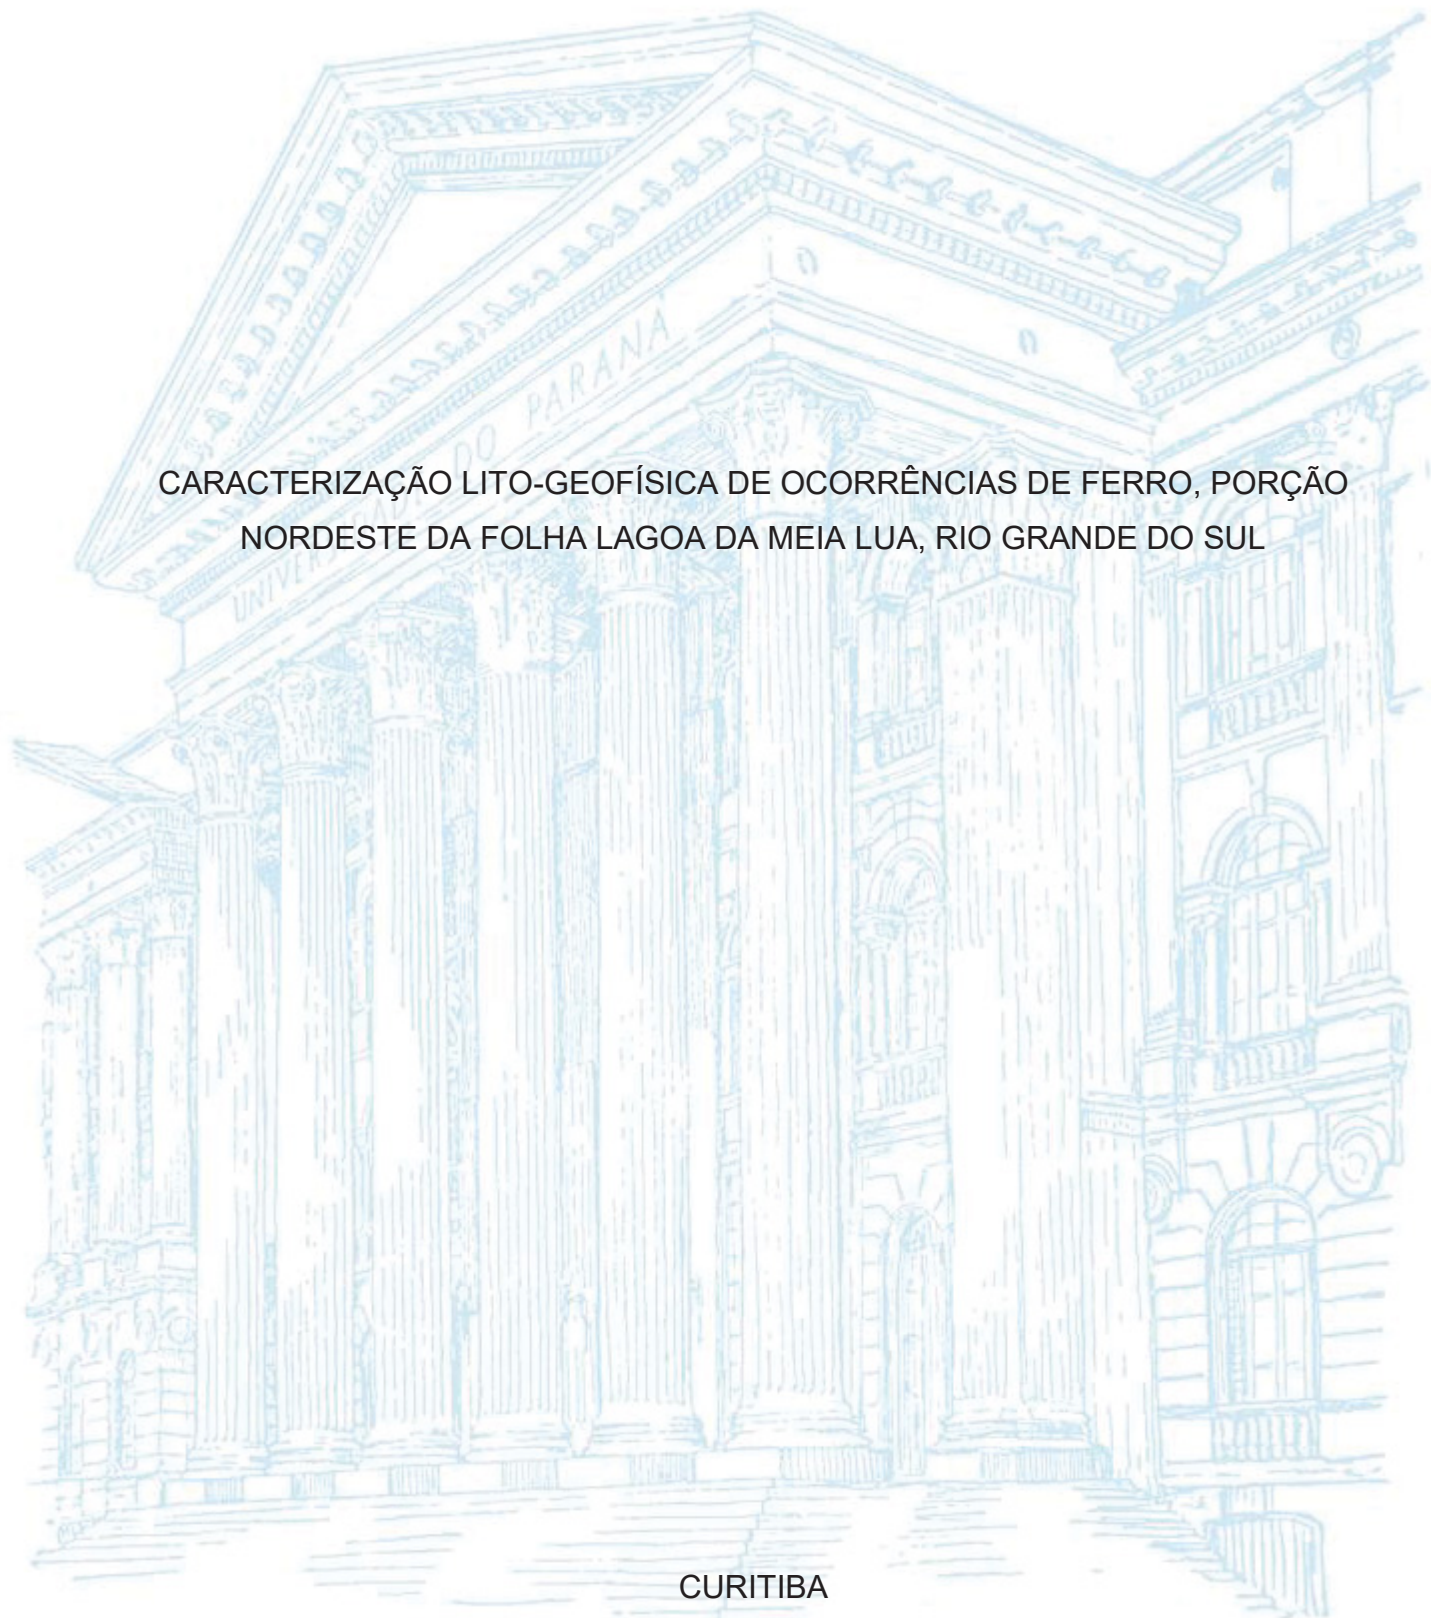 UNIVER DO PARANÁ
CARACTERIZAÇÃO LITO-GEOFÍSICA DE OCORRÊNCIAS DE FERRO, PORÇÃO
NORDESTE DA FOLHA LAGOA DA MEIA LUA, RIO GRANDE DO SUL
CURITIBA